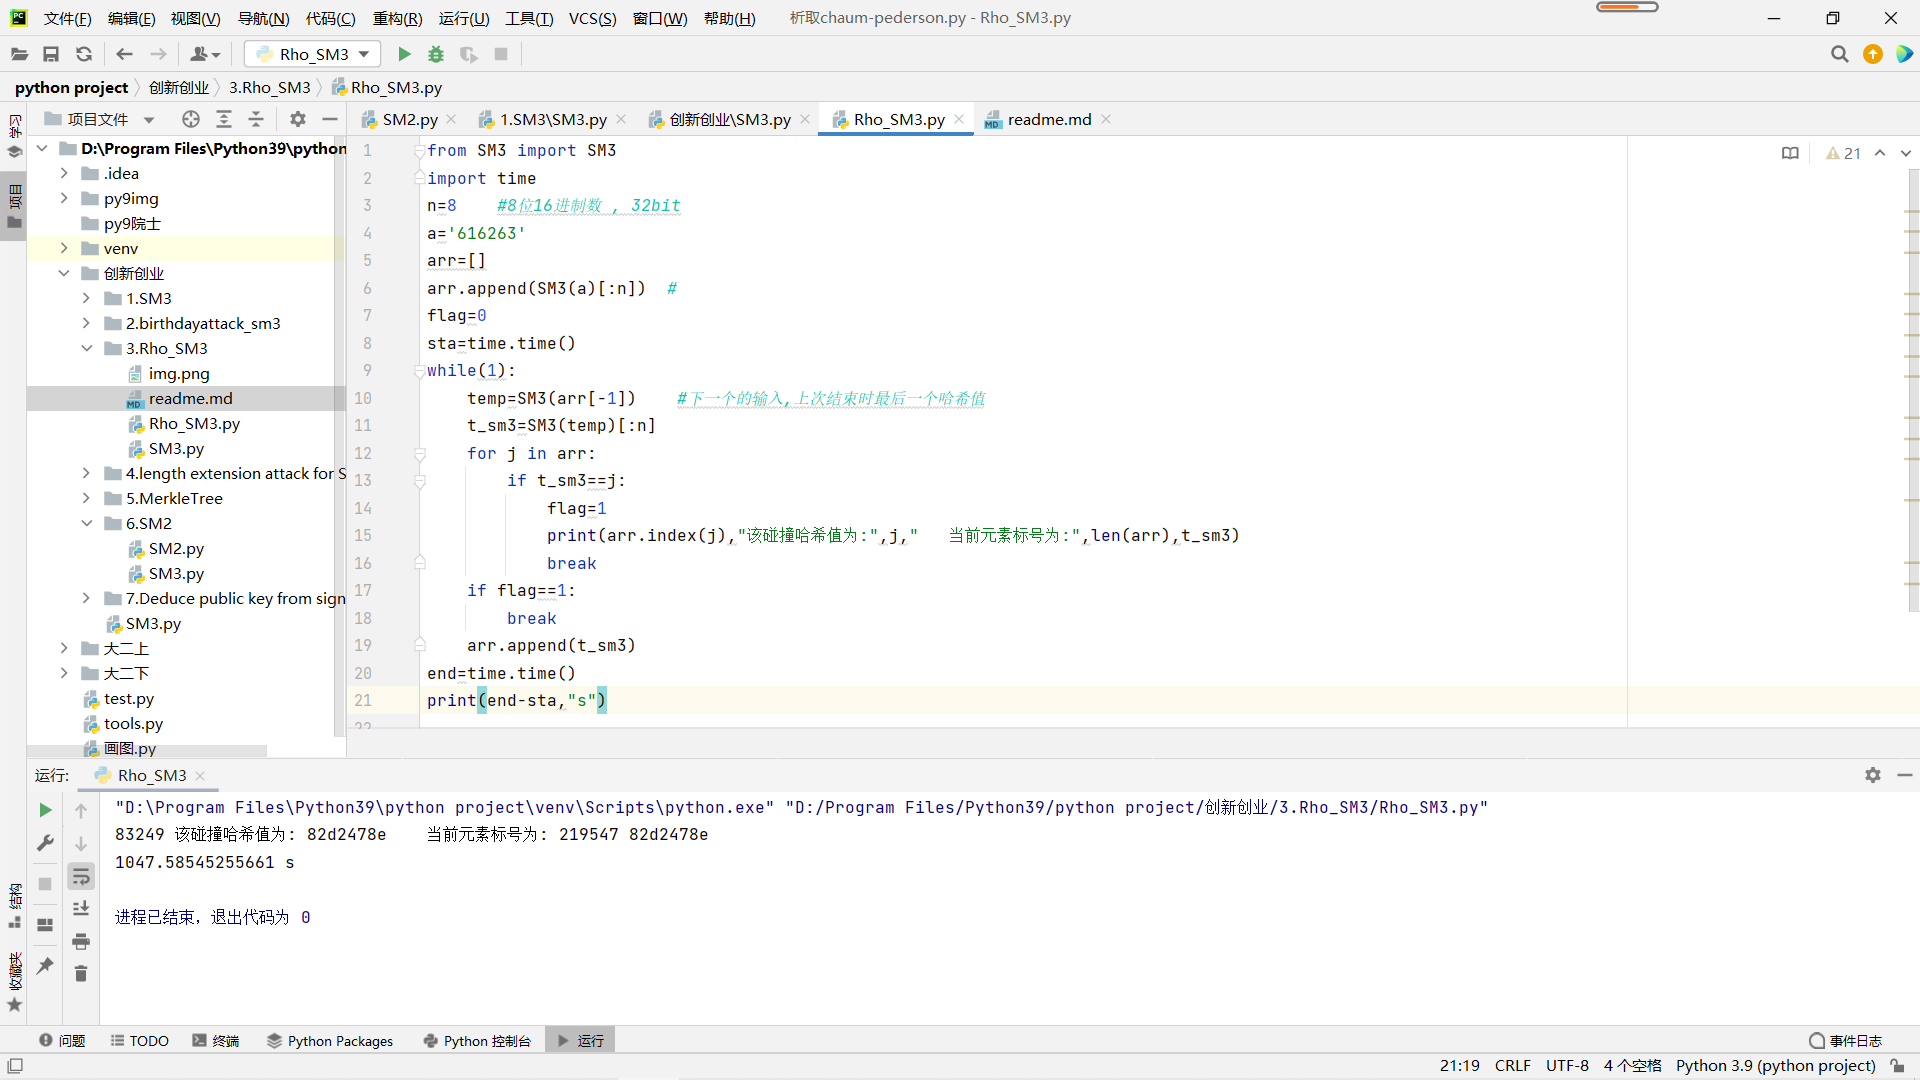 文件(F) 编辑(E) 视图(V) 导航(N) 代码(C) 重构(R) 运行(U) 工具(T) VCS(S) 窗口(W) 帮助(H) 析取chaum-pederson.py - Rho_SM3.py
Rho_SM3
python project 创新创业 3.Rho_SM3 Rho_SM3.py
项目文件
SM2.py 1.SM3\SM3.py 创新创业\SM3.py Rho_SM3.py readme.md
学习
项目
结构
收藏夹
D:\Program Files\Python39\python
.idea
py9img
py9院士
venv
创新创业
1.SM3
2.birthdayattack_sm3
3.Rho_SM3
img.png
readme.md
Rho_SM3.py
SM3.py
4.length extension attack for S
5.MerkleTree
6.SM2
SM2.py
SM3.py
7.Deduce public key from sign
SM3.py
大二上
大二下
test.py
tools.py
画图.py
21
1 from SM3 import SM3
2 import time
3 n=8    #8位16进制数 , 32bit
4 a='616263'
5 arr=[]
6 arr.append(SM3(a)[:n])  #
7 flag=0
8 sta=time.time()
9 while(1):
10     temp=SM3(arr[-1])    #下一个的输入,上次结束时最后一个哈希值
11     t_sm3=SM3(temp)[:n]
12     for j in arr:
13         if t_sm3==j:
14             flag=1
15             print(arr.index(j),"该碰撞哈希值为:",j,"   当前元素标号为:",len(arr),t_sm3)
16             break
17     if flag==1:
18         break
19     arr.append(t_sm3)
20 end=time.time()
21 print(end-sta,"s")
22
运行: Rho_SM3
"D:\Program Files\Python39\python project\venv\Scripts\python.exe" "D:/Program Files/Python39/python project/创新创业/3.Rho_SM3/Rho_SM3.py"
83249 该碰撞哈希值为: 82d2478e    当前元素标号为: 219547 82d2478e
1047.58545255661 s
进程已结束，退出代码为 0
问题 TODO 终端 Python Packages Python 控制台 运行 事件日志
21:19 CRLF UTF-8 4 个空格 Python 3.9 (python project)